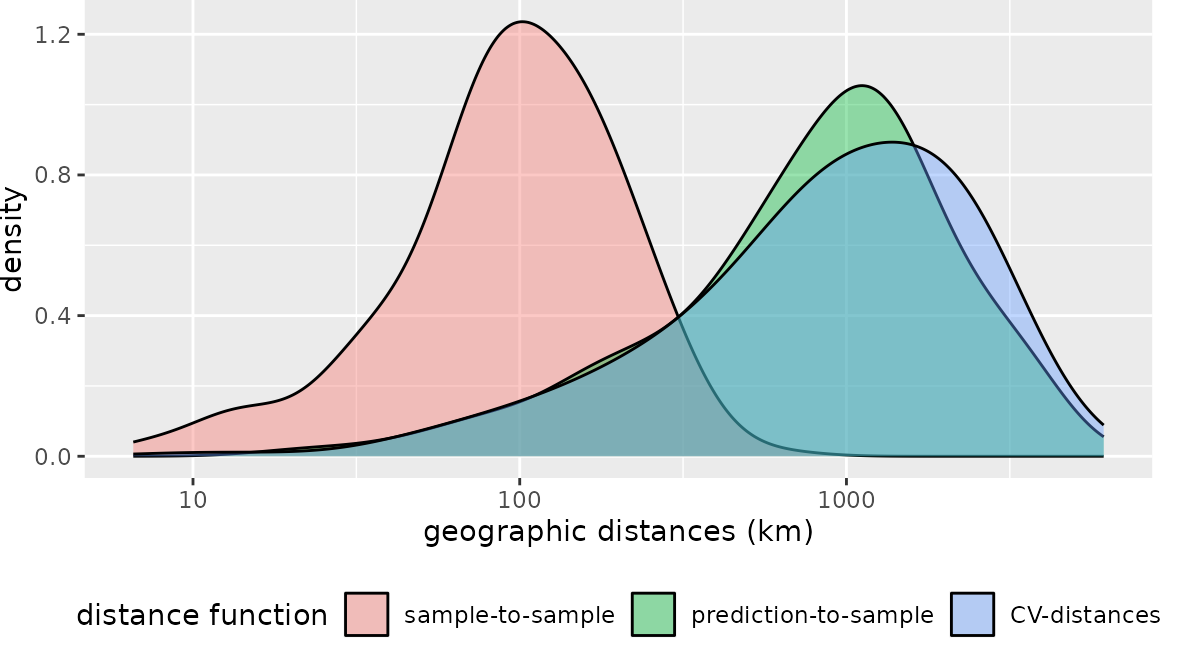 1.2
0.8
0.4
0.0
density
10 100 1000
geographic distances (km)
distance function sample-to-sample prediction-to-sample CV-distances